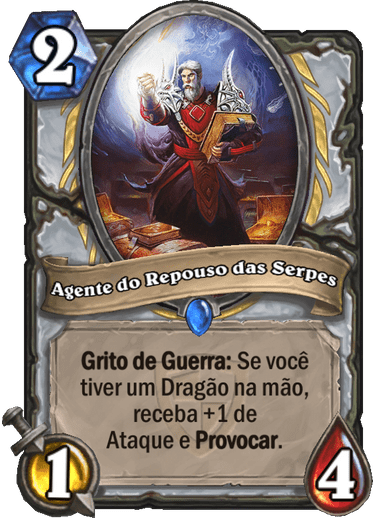 2
Agente do Repouso das Serpes
Grito de Guerra: Se você
tiver um Dragão na mão,
receba +1 de
Ataque e Provocar.
1
4